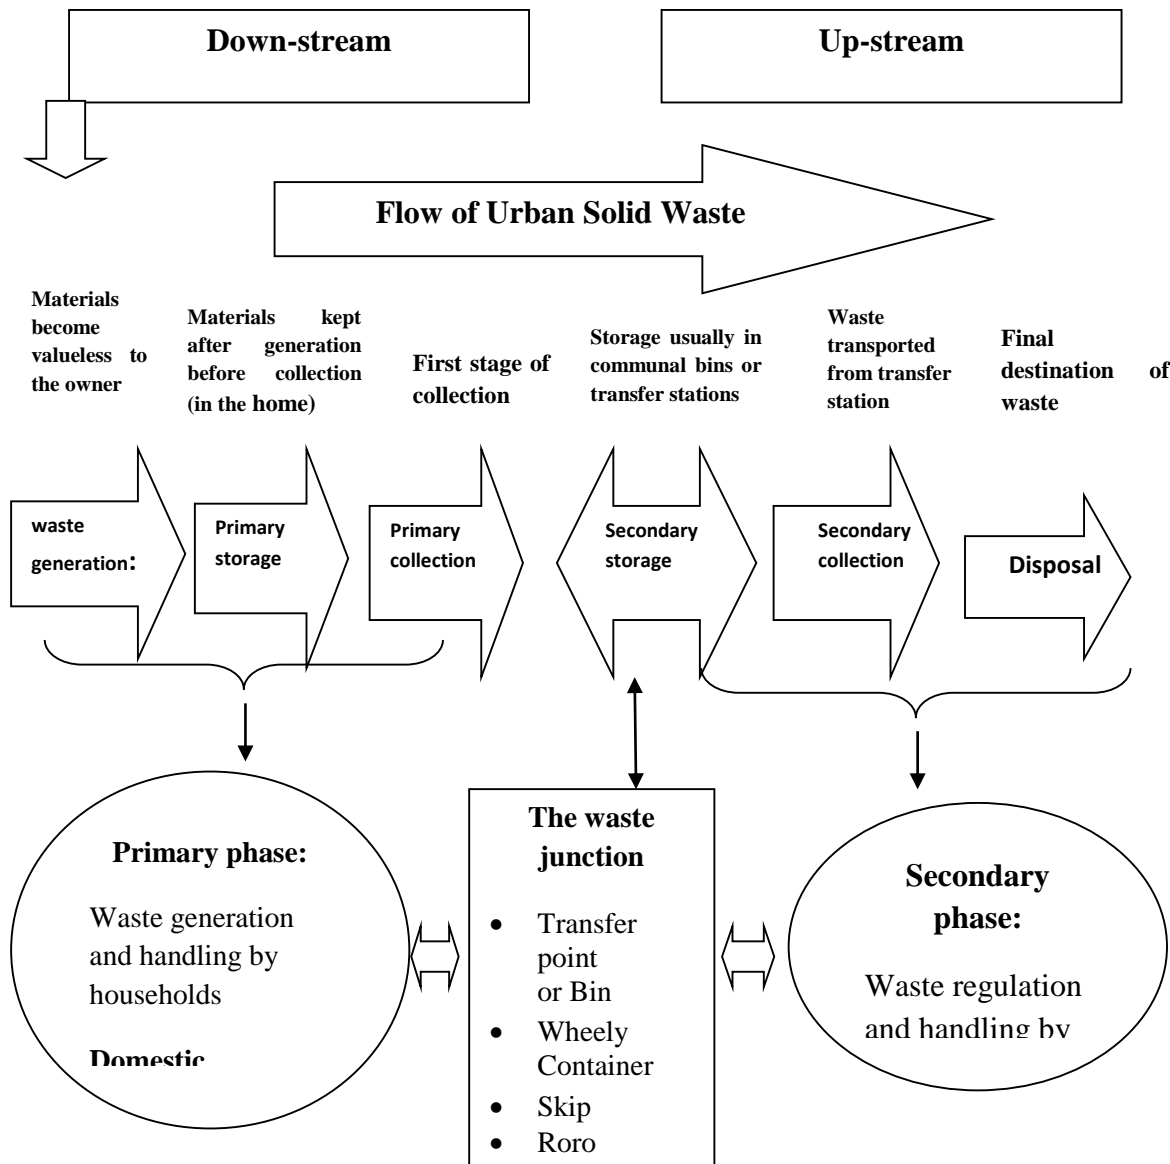 Down-stream
Up-stream
Flow of Urban Solid Waste
Materials
become
valueless to
the owner
Materials kept
after generation
before collection
(in the home)
First stage of
collection
Storage usually in
communal bins or
transfer stations
Waste
transported
from transfer
station
Final
destination of
waste
waste
generation:
Primary
storage
Primary
collection
Secondary
storage
Secondary
collection
Disposal
Primary phase:
Waste generation
and handling by
households
Domestic
The waste
junction
• Transfer
point
or Bin
• Wheely
Container
• Skip
• Roro
Secondary
phase:
Waste regulation
and handling by